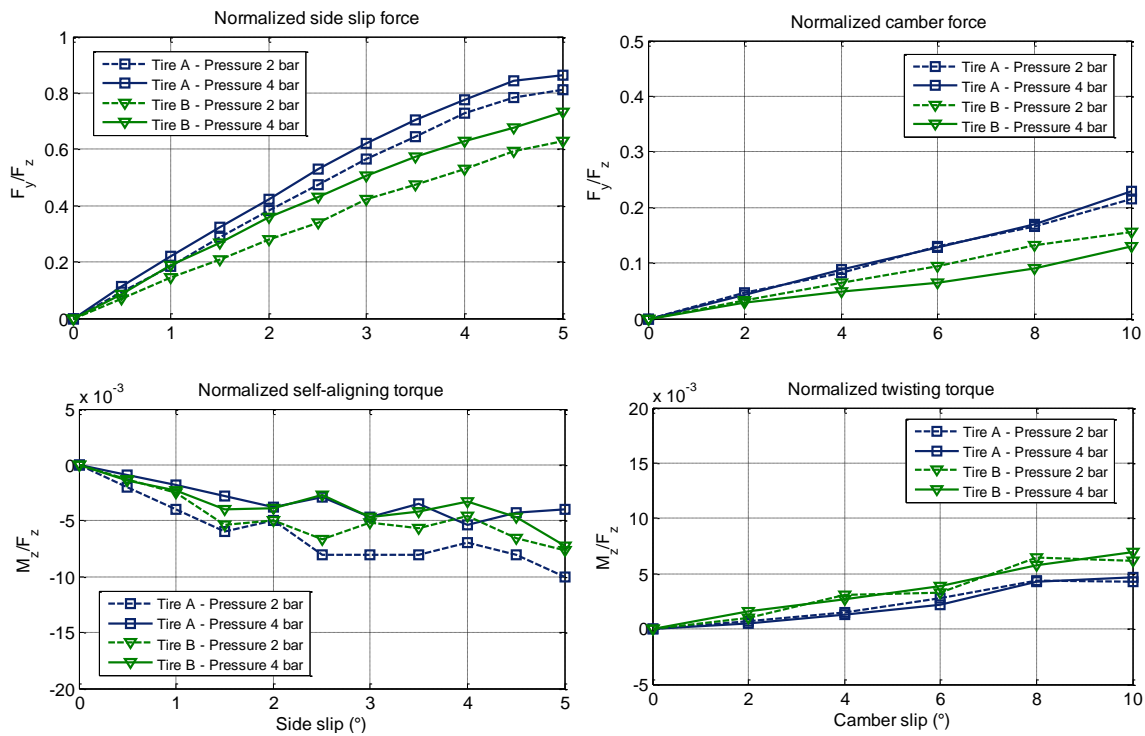 Normalized side slip force
1
0.8
0.6
0.4
0.2
0
F_y/F_z
Tire A - Pressure 2 bar
Tire A - Pressure 4 bar
Tire B - Pressure 2 bar
Tire B - Pressure 4 bar
0 1 2 3 4 5
Normalized camber force
0.5
0.4
0.3
0.2
0.1
0
F_y/F_z
Tire A - Pressure 2 bar
Tire A - Pressure 4 bar
Tire B - Pressure 2 bar
Tire B - Pressure 4 bar
0 2 4 6 8 10
Normalized self-aligning torque
x 10^-3
5
0
-5
-10
-15
-20
M_z/F_z
Tire A - Pressure 2 bar
Tire A - Pressure 4 bar
Tire B - Pressure 2 bar
Tire B - Pressure 4 bar
0 1 2 3 4 5
Side slip (°)
Normalized twisting torque
x 10^-3
20
15
10
5
0
-5
M_z/F_z
Tire A - Pressure 2 bar
Tire A - Pressure 4 bar
Tire B - Pressure 2 bar
Tire B - Pressure 4 bar
0 2 4 6 8 10
Camber slip (°)